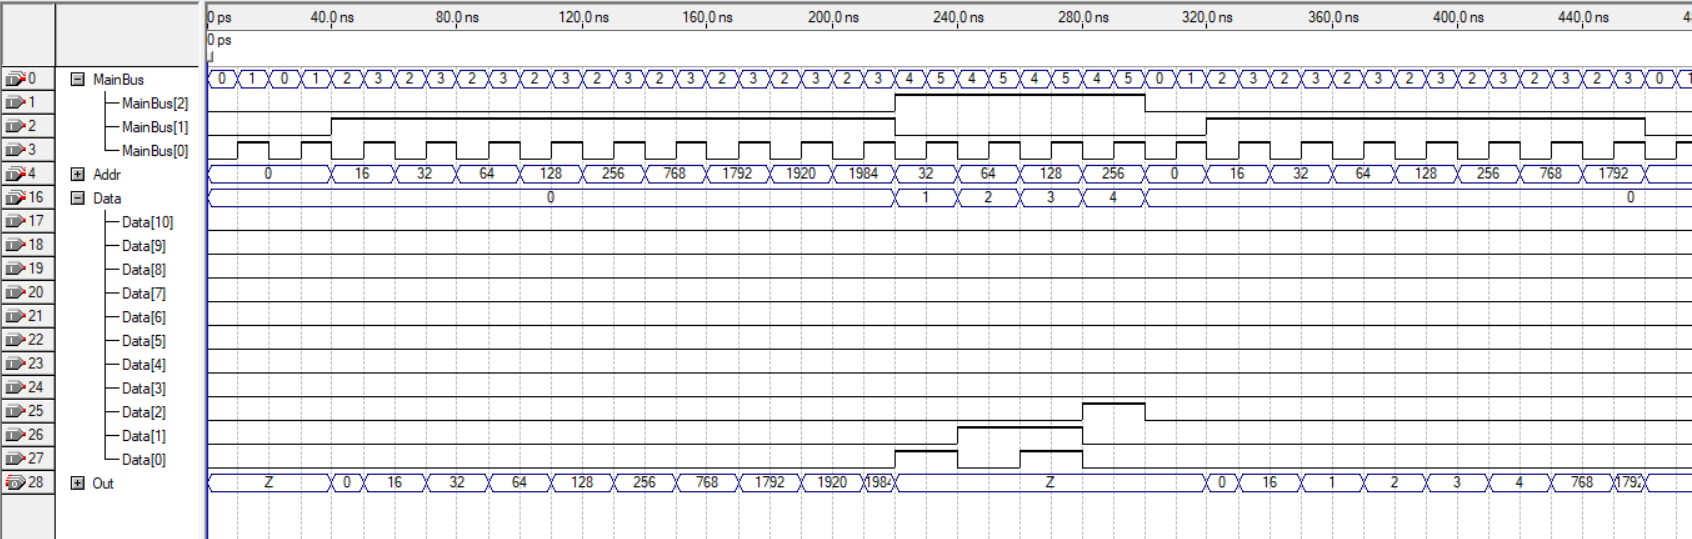 0 ps 40.0 ns 80.0 ns 120.0 ns 160.0 ns 200.0 ns 240.0 ns 280.0 ns 320.0 ns 360.0 ns 400.0 ns 440.0 ns
0 ps
0 MainBus 0 1 0 1 2 3 2 3 2 3 2 3 2 3 2 3 2 3 2 3 2 3 4 5 4 5 4 5 4 5 0 1 2 3 2 3 2 3 2 3 2 3 2 3 2 3 0 1
1 MainBus[2]
2 MainBus[1]
3 MainBus[0]
4 Addr 0 16 32 64 128 256 768 1792 1920 1984 32 64 128 256 0 16 32 64 128 256 768 1792
16 Data 0 1 2 3 4 0
17 Data[10]
18 Data[9]
19 Data[8]
20 Data[7]
21 Data[6]
22 Data[5]
23 Data[4]
24 Data[3]
25 Data[2]
26 Data[1]
27 Data[0]
28 Out Z 0 16 32 64 128 256 768 1792 1920 1984 Z 0 16 1 2 3 4 768 1792